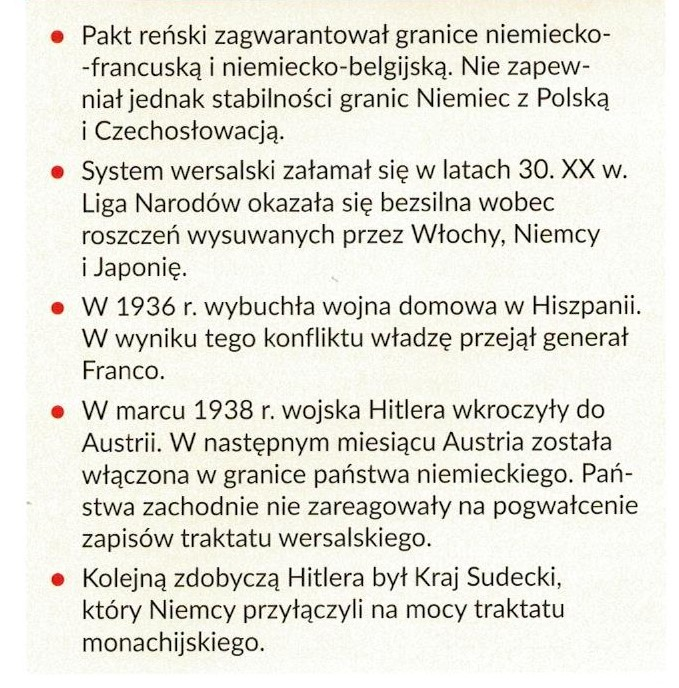 • Pakt reński zagwarantował granice niemiecko-
-francuską i niemiecko-belgijską. Nie zapew-
niał jednak stabilności granic Niemiec z Polską
i Czechosłowacją.
• System wersalski załamał się w latach 30. XX w.
Liga Narodów okazała się bezsilna wobec
roszczeń wysuwanych przez Włochy, Niemcy
i Japonię.
• W 1936 r. wybuchła wojna domowa w Hiszpanii.
W wyniku tego konfliktu władzę przejął generał
Franco.
• W marcu 1938 r. wojska Hitlera wkroczyły do
Austrii. W następnym miesiącu Austria została
włączona w granice państwa niemieckiego. Pań-
stwa zachodnie nie zareagowały na pogwałcenie
zapisów traktatu wersalskiego.
• Kolejną zdobyczą Hitlera był Kraj Sudecki,
który Niemcy przyłączyli na mocy traktatu
monachijskiego.